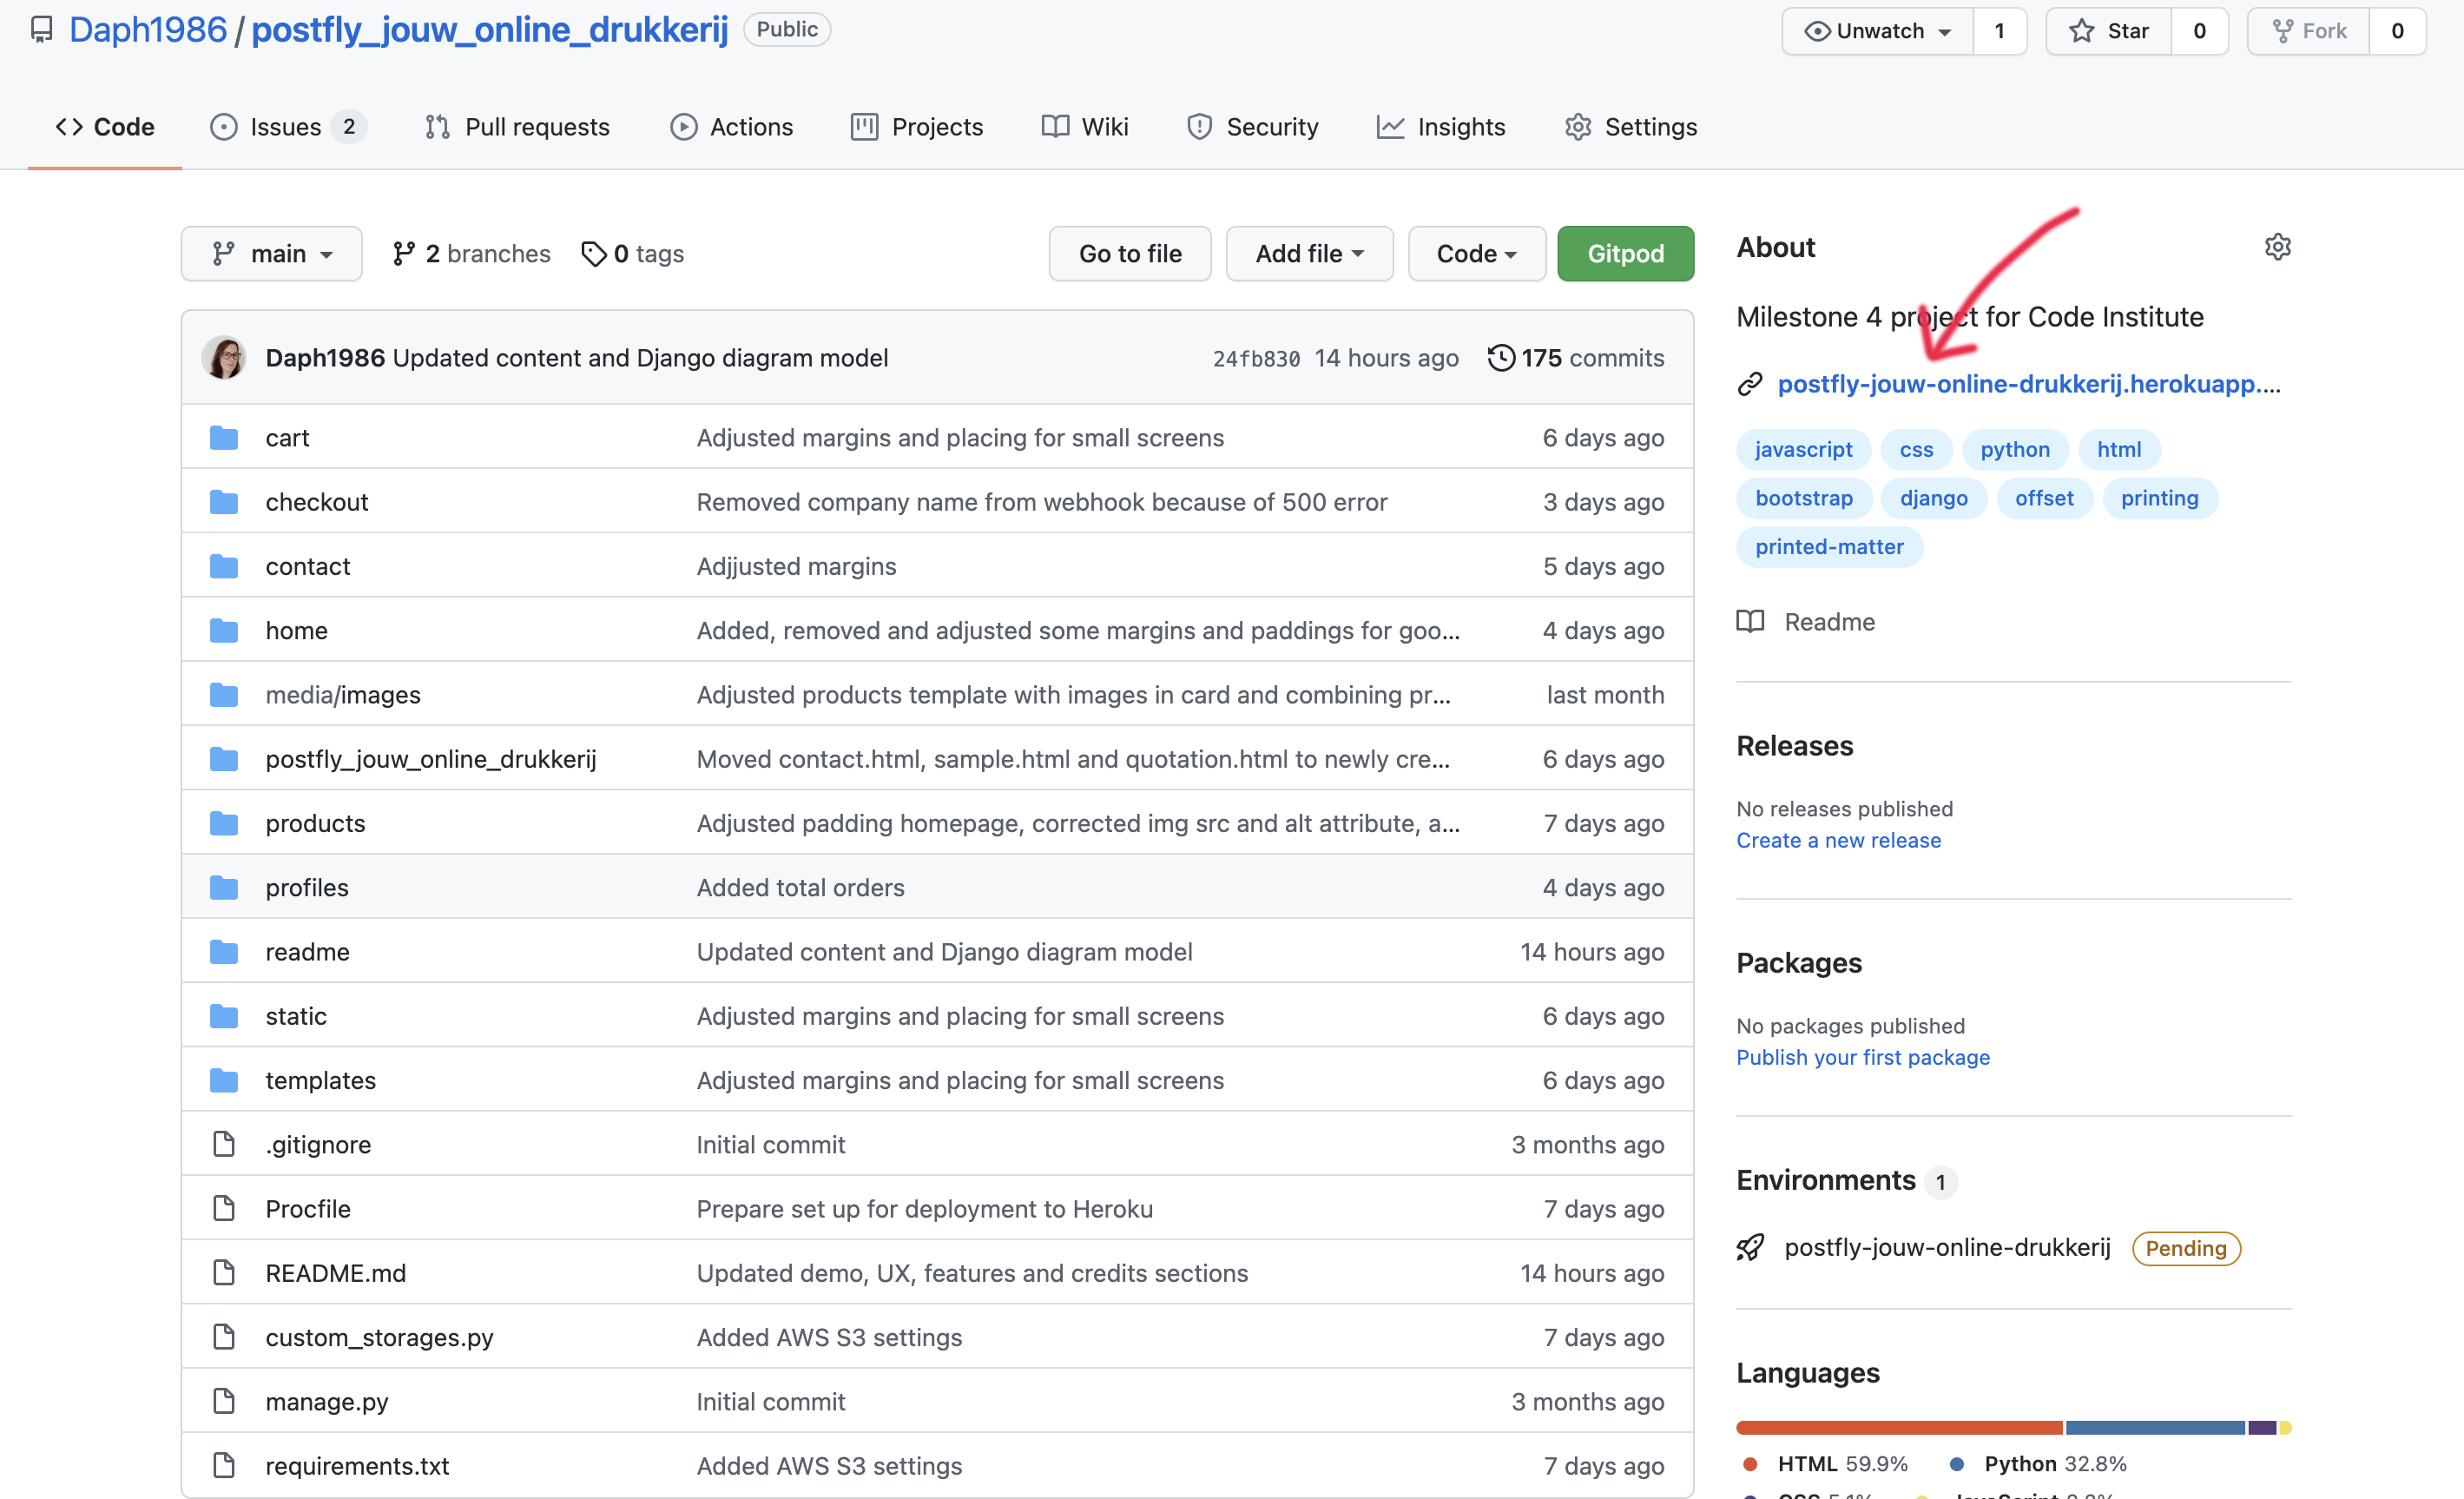 Daph1986 / postfly_jouw_online_drukkerij Public
Unwatch 1 Star 0 Fork 0
Code Issues 2 Pull requests Actions Projects Wiki Security Insights Settings
main 2 branches 0 tags Go to file Add file Code Gitpod
Daph1986 Updated content and Django diagram model 24fb830 14 hours ago 175 commits
cart Adjusted margins and placing for small screens 6 days ago
checkout Removed company name from webhook because of 500 error 3 days ago
contact Adjjusted margins 5 days ago
home Added, removed and adjusted some margins and paddings for goo... 4 days ago
media/images Adjusted products template with images in card and combining pr... last month
postfly_jouw_online_drukkerij Moved contact.html, sample.html and quotation.html to newly cre... 6 days ago
products Adjusted padding homepage, corrected img src and alt attribute, a... 7 days ago
profiles Added total orders 4 days ago
readme Updated content and Django diagram model 14 hours ago
static Adjusted margins and placing for small screens 6 days ago
templates Adjusted margins and placing for small screens 6 days ago
.gitignore Initial commit 3 months ago
Procfile Prepare set up for deployment to Heroku 7 days ago
README.md Updated demo, UX, features and credits sections 14 hours ago
custom_storages.py Added AWS S3 settings 7 days ago
manage.py Initial commit 3 months ago
requirements.txt Added AWS S3 settings 7 days ago
About
Milestone 4 project for Code Institute
postfly-jouw-online-drukkerij.herokuapp....
javascript css python html
bootstrap django offset printing
printed-matter
Readme
Releases
No releases published
Create a new release
Packages
No packages published
Publish your first package
Environments 1
postfly-jouw-online-drukkerij Pending
Languages
HTML 59.9% Python 32.8%